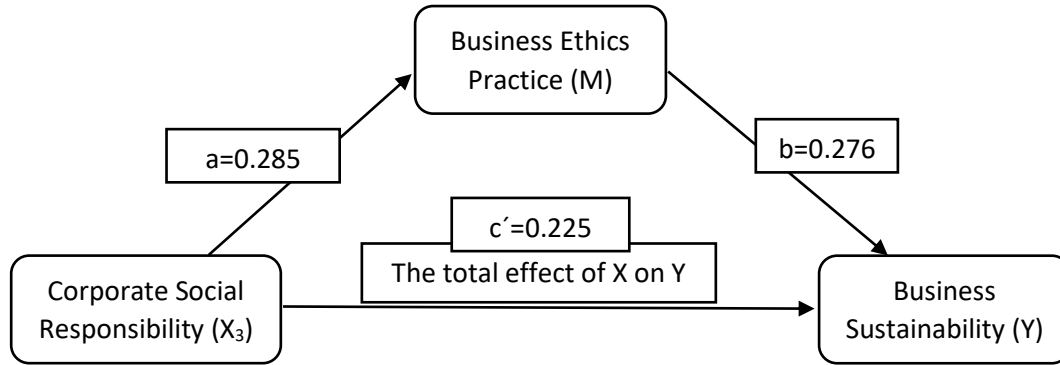 Business Ethics
Practice (M)
a=0.285
b=0.276
c´=0.225
The total effect of X on Y
Corporate Social
Responsibility (X₃)
Business
Sustainability (Y)